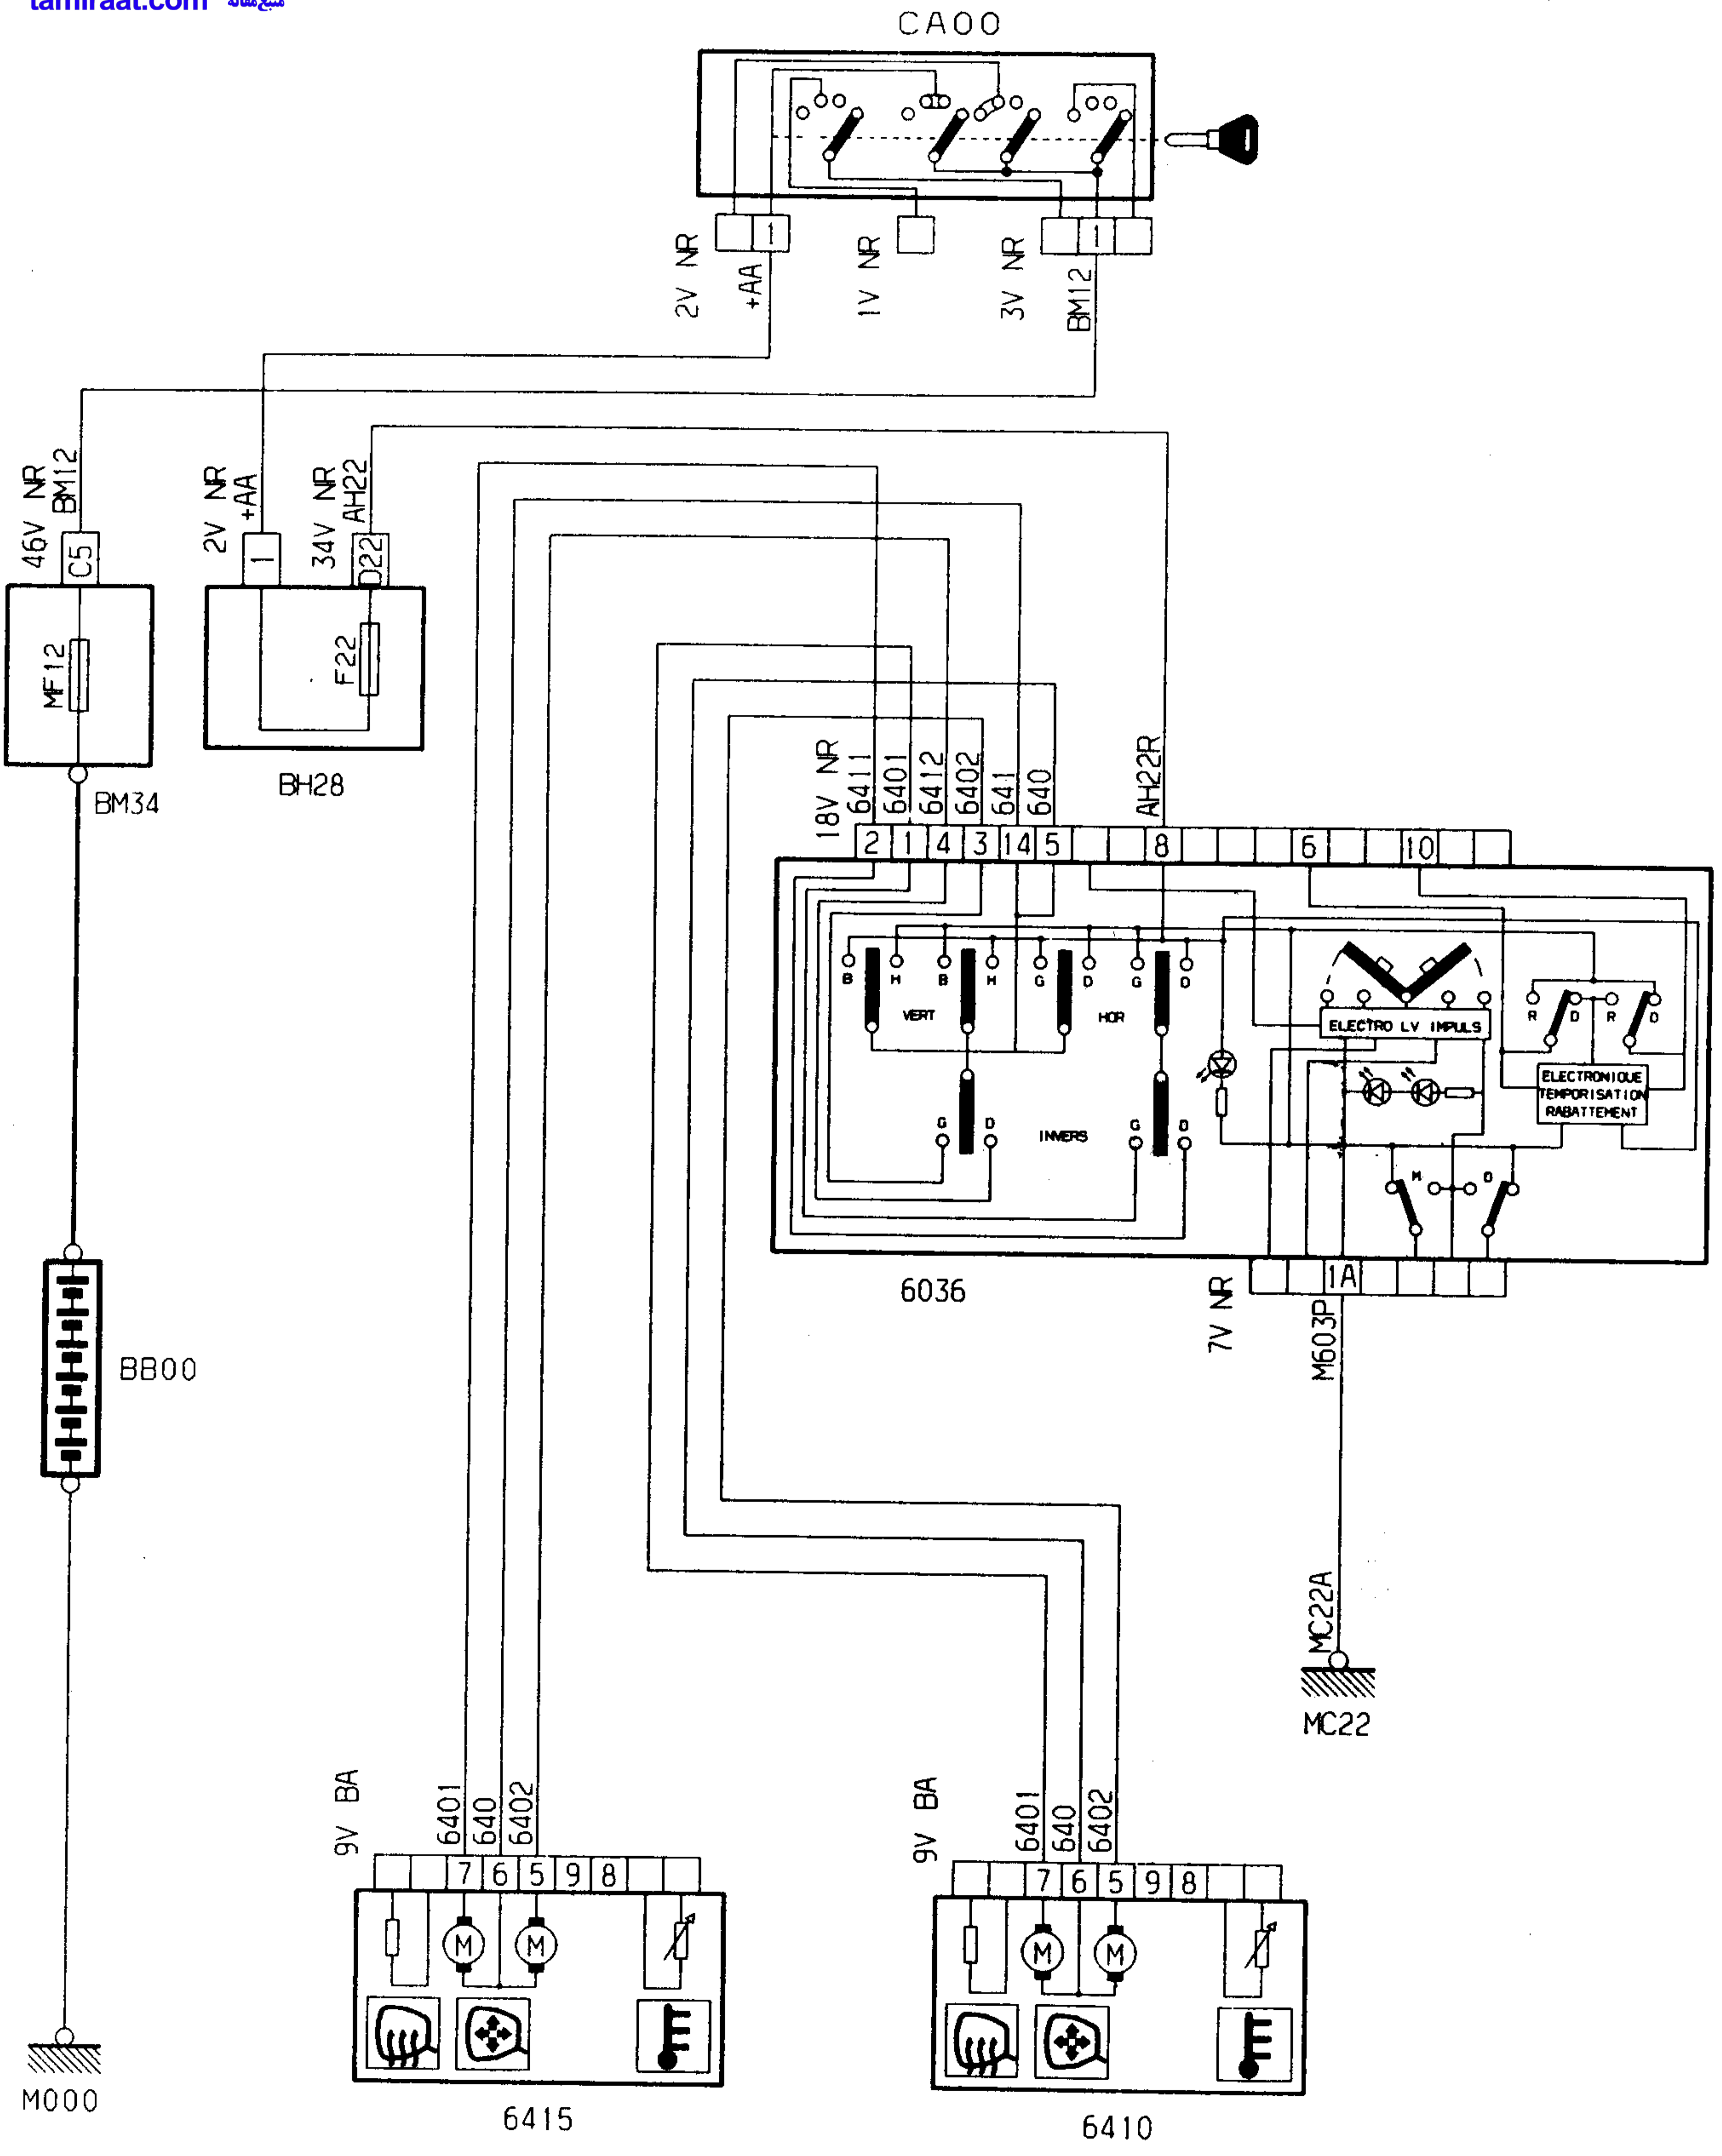 tamiraat.com
CA00
2V NR
+AA
1
1V NR
3V NR
BM12
1
46V NR
BM12
C5
MF12
BM34
2V NR
+AA
1
34V NR
AH22
D22
F22
BH28
18V NR
6411
6401
6412
6402
641
640
AH22R
2 1 4 3 14 5 8 6 10
B H B H G D G D
VERT
HOR
G D
INVERS
G D
ELECTRO LV IMPULS
R D R D
ELECTRONIQUE
TEMPORISATION
RABATTEMENT
M D
6036
7V NR
1A
M603P
MC22A
MC22
BB00
M000
9V BA
6401
640
6402
7 6 5 9 8
M M
6415
9V BA
6401
640
6402
7 6 5 9 8
M M
6410